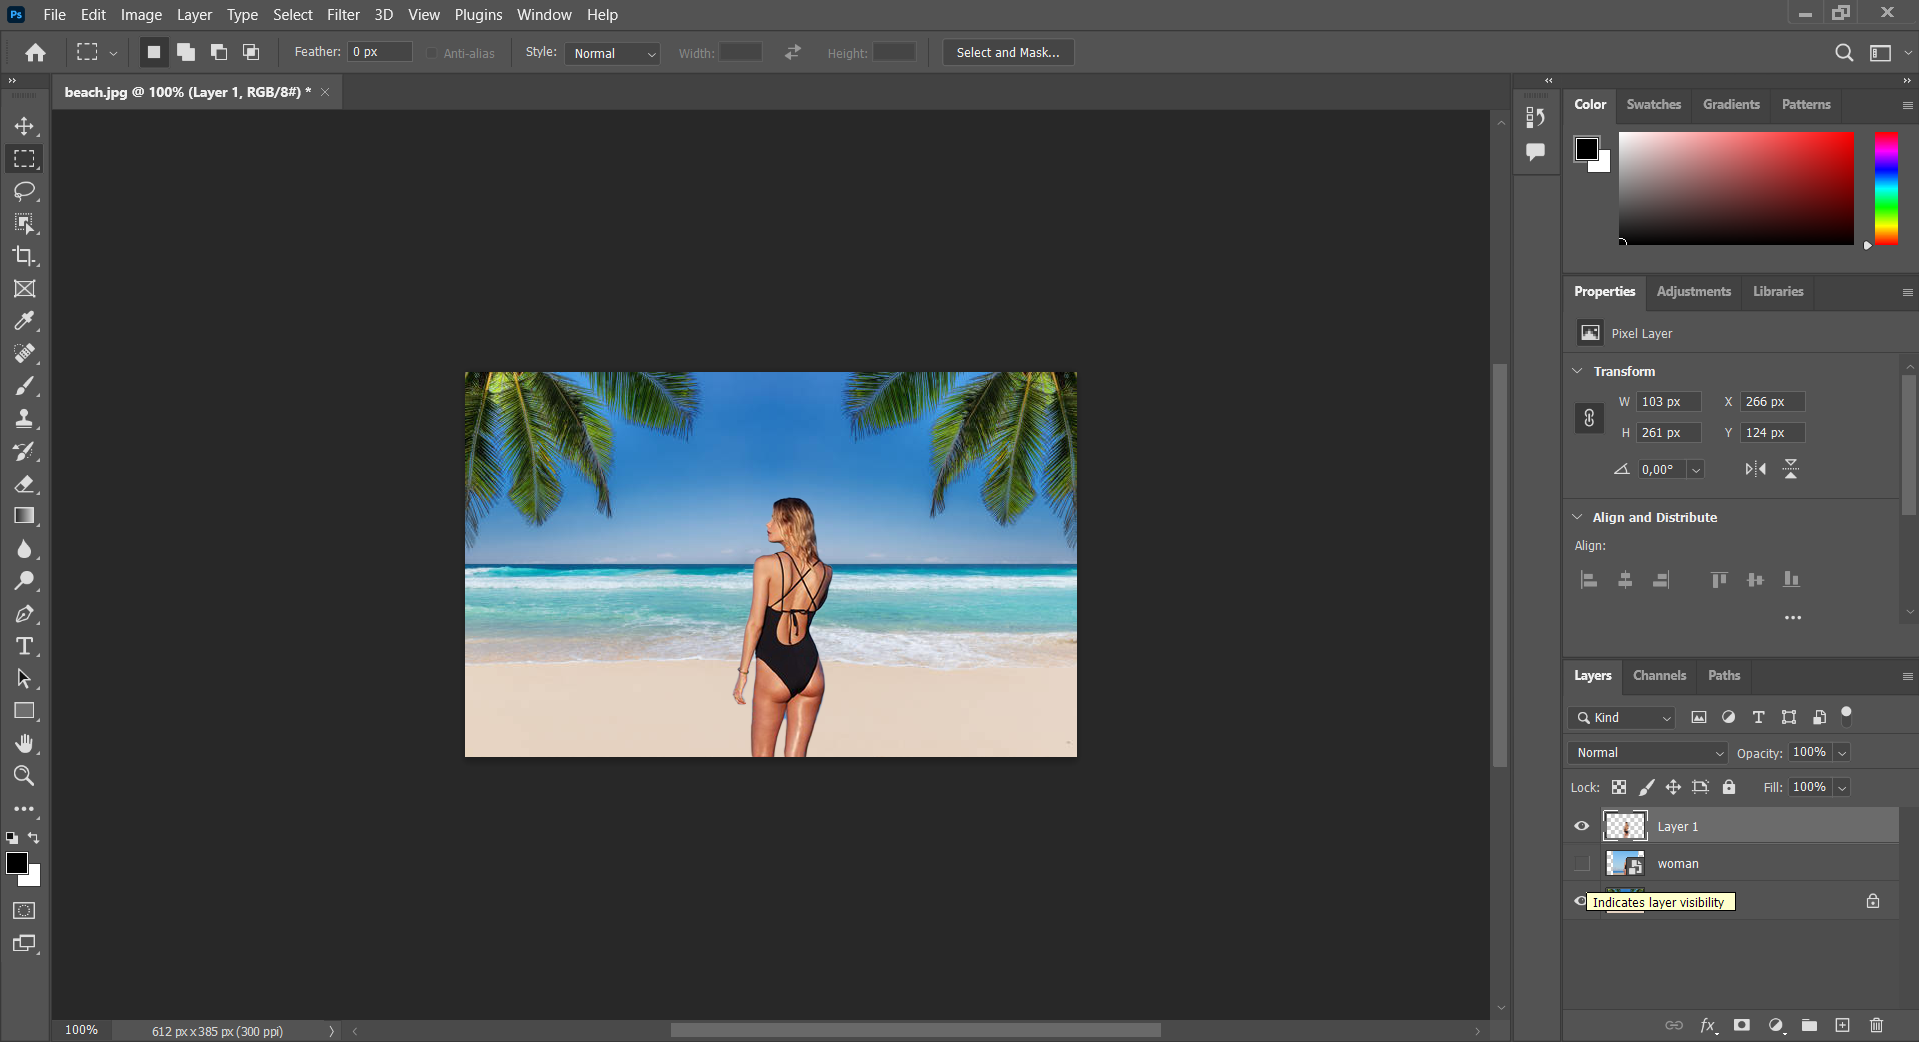 Ps File Edit Image Layer Type Select Filter 3D View Plugins Window Help
Feather: 0 px Anti-alias Style: Normal Width: Height: Select and Mask...
beach.jpg @ 100% (Layer 1, RGB/8#) *
Color Swatches Gradients Patterns
Properties Adjustments Libraries
Pixel Layer
Transform
W 103 px X 266 px
H 261 px Y 124 px
0,00°
Align and Distribute
Align:
Layers Channels Paths
Kind
Normal Opacity: 100%
Lock: Fill: 100%
Layer 1
woman
Indicates layer visibility
100% 612 px x 385 px (300 ppi)